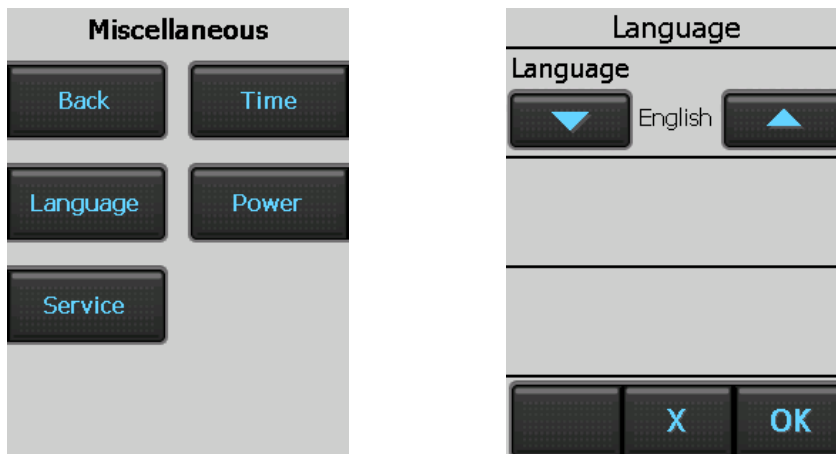 Miscellaneous
Back Time
Language Power
Service
Language
Language
English
X OK